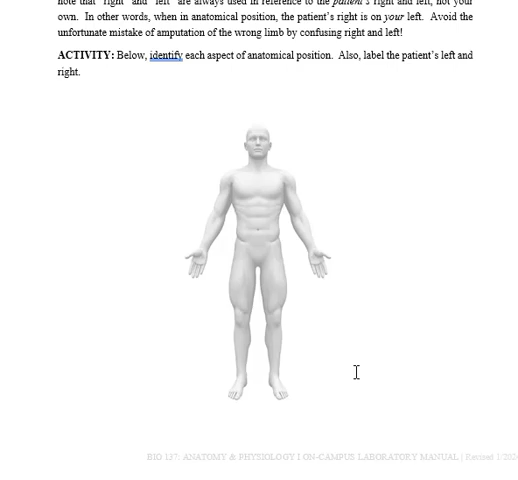 note that "right" and "left" are always used in reference to the patient's right and left, not your
own. In other words, when in anatomical position, the patient's right is on your left. Avoid the
unfortunate mistake of amputation of the wrong limb by confusing right and left!
ACTIVITY: Below, identify each aspect of anatomical position. Also, label the patient's left and
right.
BIO 137: ANATOMY & PHYSIOLOGY I ON-CAMPUS LABORATORY MANUAL | Revised 1/202